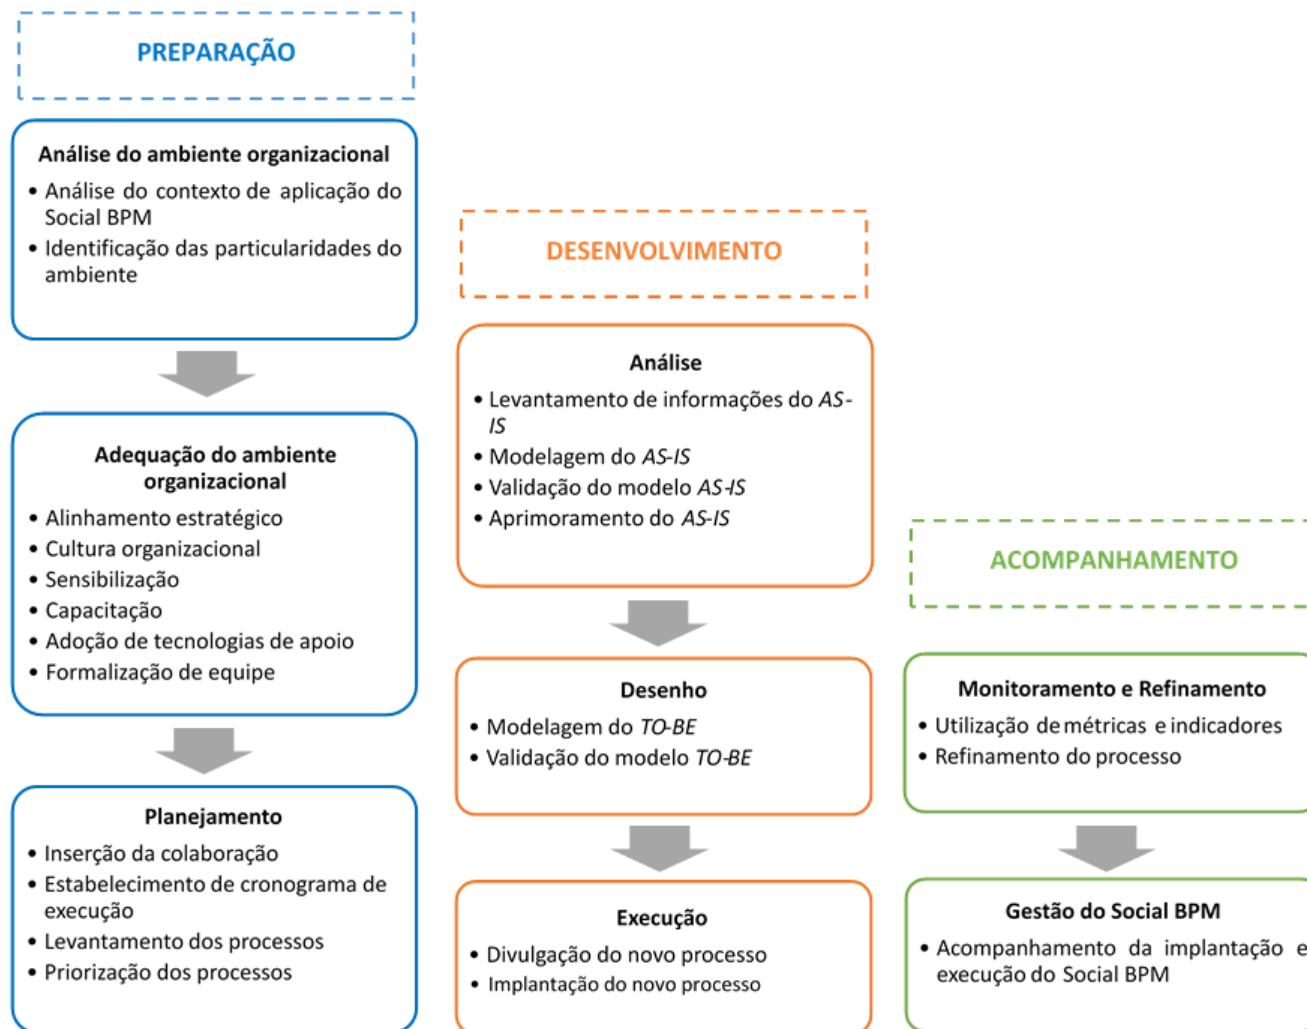 PREPARAÇÃO
Análise do ambiente organizacional
• Análise do contexto de aplicação do
Social BPM
• Identificação das particularidades do
ambiente
Adequação do ambiente
organizacional
• Alinhamento estratégico
• Cultura organizacional
• Sensibilização
• Capacitação
• Adoção de tecnologias de apoio
• Formalização de equipe
Planejamento
• Inserção da colaboração
• Estabelecimento de cronograma de
execução
• Levantamento dos processos
• Priorização dos processos
DESENVOLVIMENTO
Análise
• Levantamento de informações do AS-
IS
• Modelagem do AS-IS
• Validação do modelo AS-IS
• Aprimoramento do AS-IS
Desenho
• Modelagem do TO-BE
• Validação do modelo TO-BE
Execução
• Divulgação do novo processo
• Implantação do novo processo
ACOMPANHAMENTO
Monitoramento e Refinamento
• Utilização de métricas e indicadores
• Refinamento do processo
Gestão do Social BPM
• Acompanhamento da implantação e
execução do Social BPM